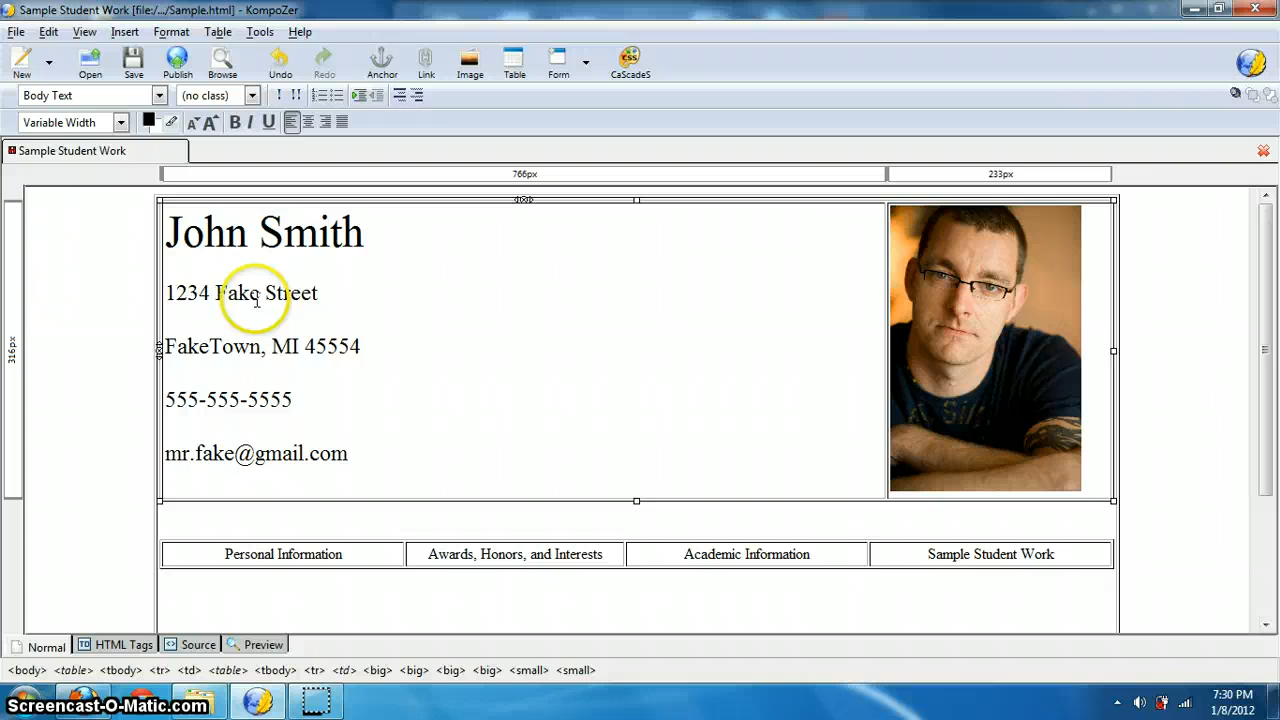 Sample Student Work [file:/.../Sample.html] - KompoZer
File Edit View Insert Format Table Tools Help
New Open Save Publish Browse Undo Redo Anchor Link Image Table Form CaScadeS
Body Text (no class)
Variable Width
Sample Student Work
766px 233px
316px
John Smith
1234 Fake Street
FakeTown, MI 45554
555-555-5555
mr.fake@gmail.com
Personal Information Awards, Honors, and Interests Academic Information Sample Student Work
Normal HTML Tags Source Preview
<body> <table> <tbody> <tr> <td> <table> <tbody> <tr> <td> <big> <big> <big> <big> <small> <small>
Screencast-O-Matic.com
7:30 PM
1/8/2012